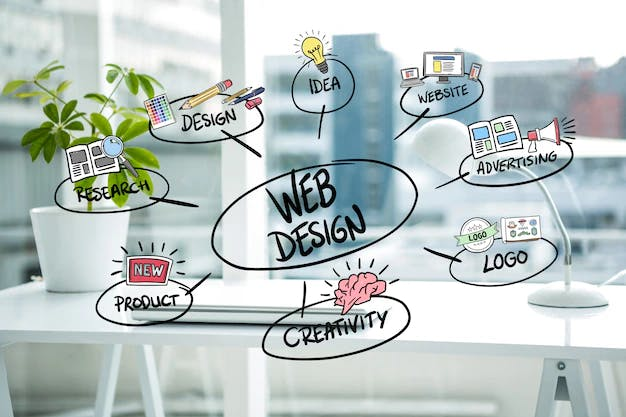 IDEA
WEBSITE
DESIGN
ADVERTISING
RESEARCH
WEB
DESIGN
LOGO
LOGO
NEW
PRODUCT
CREATIVITY